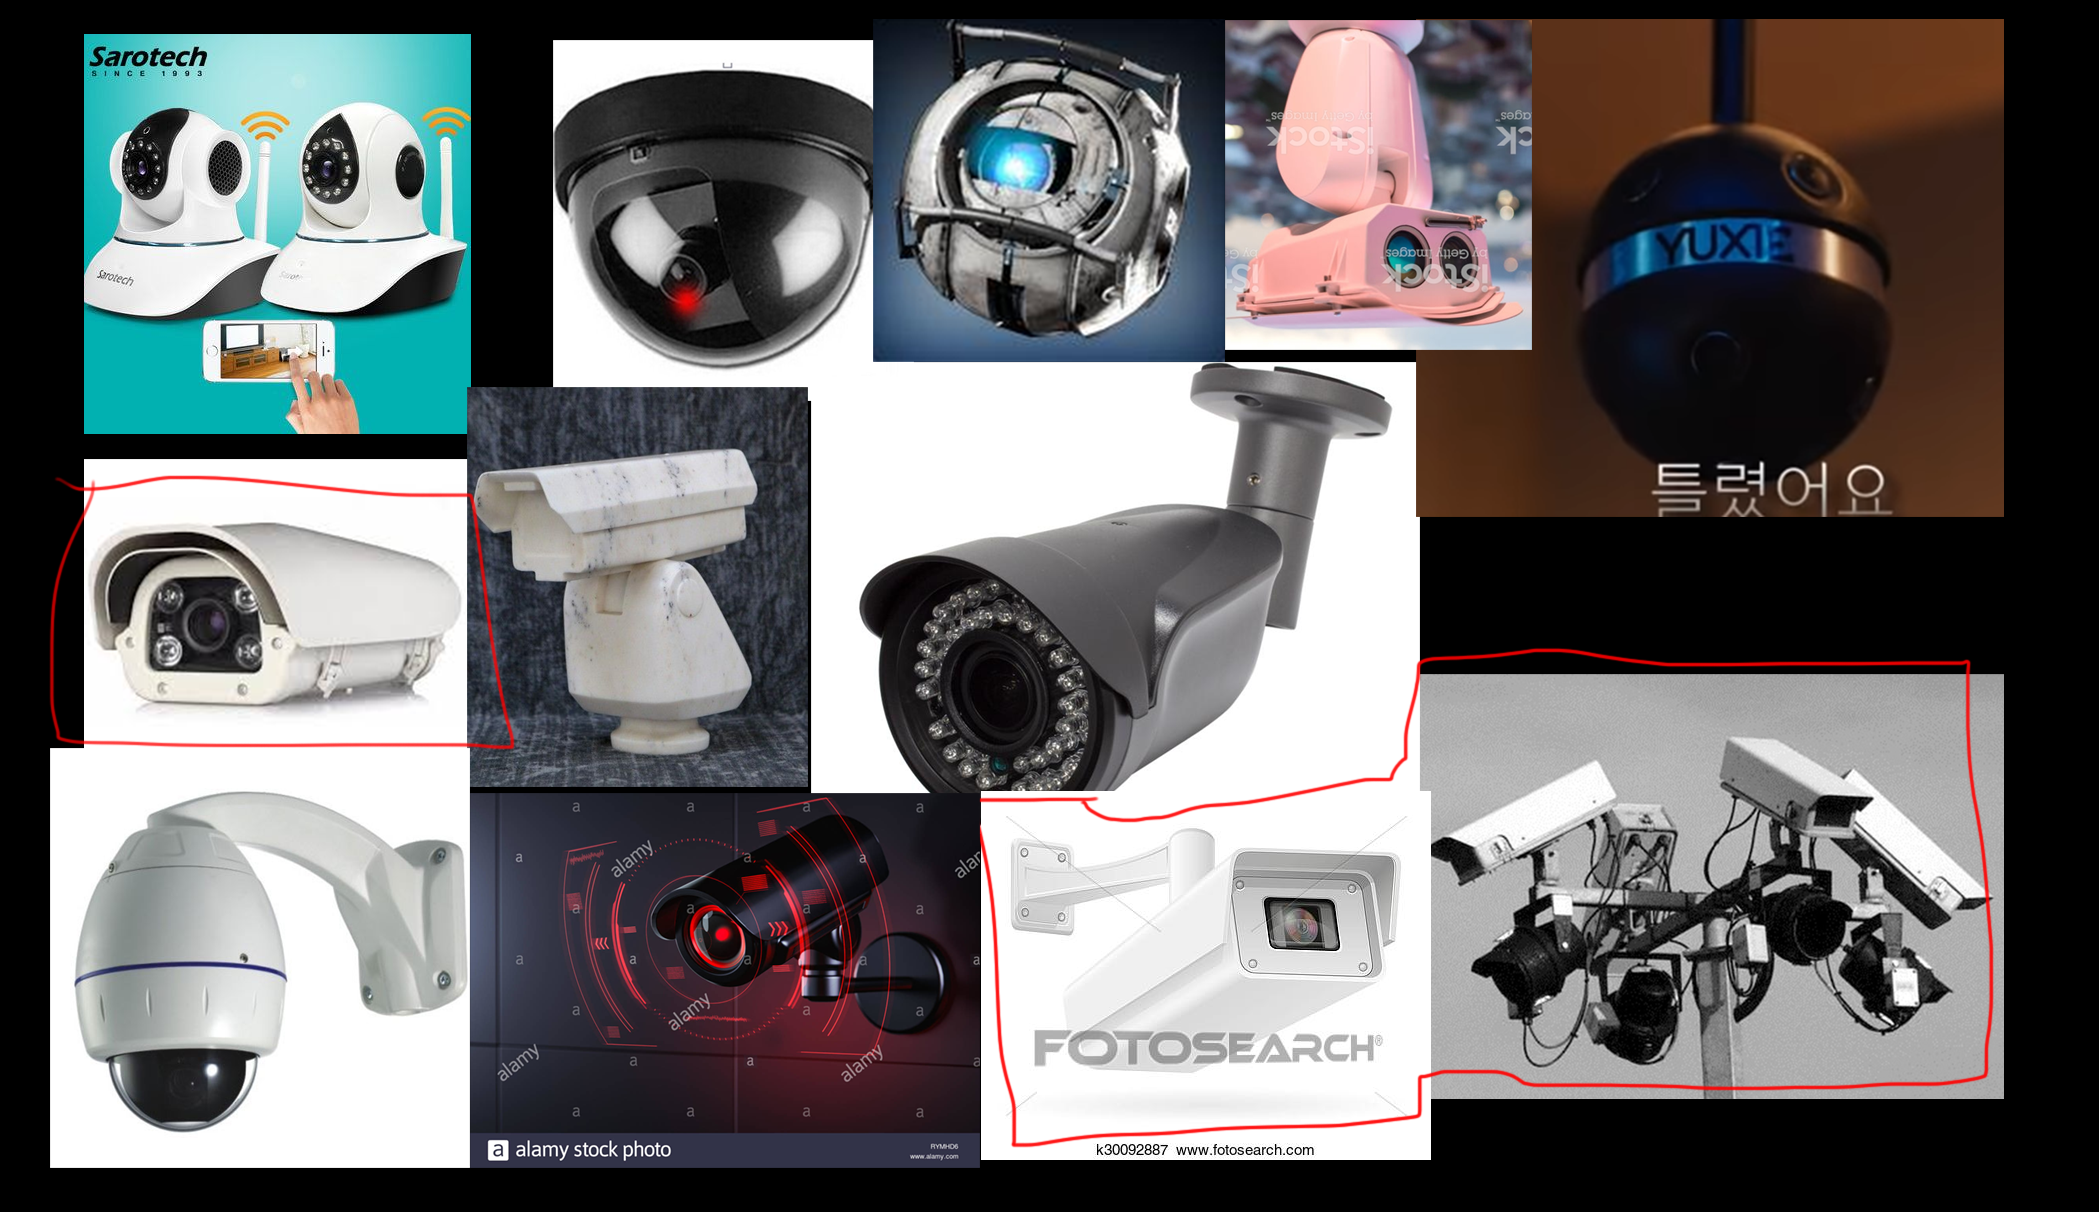 Sarotech
SINCE 1993
Sarotech
iStock
by Getty Images™
iStock
by Getty Images
YUXIE
틀렸어요
alamy
alamy
alamy
alamy
a alamy stock photo
RYMHD6
www.alamy.com
FOTOSEARCH®
k30092887 www.fotosearch.com